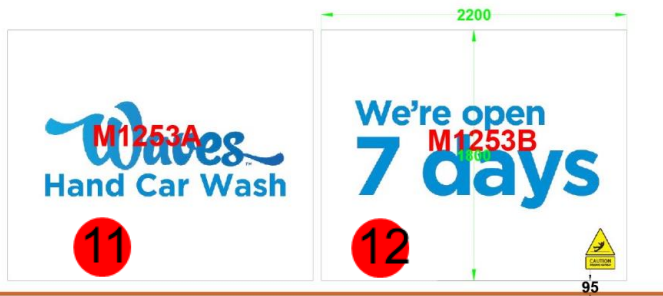 2200
Waves
M1253A
Hand Car Wash
11
We're open
M1253B
1800
7 days
12
CAUTION
95